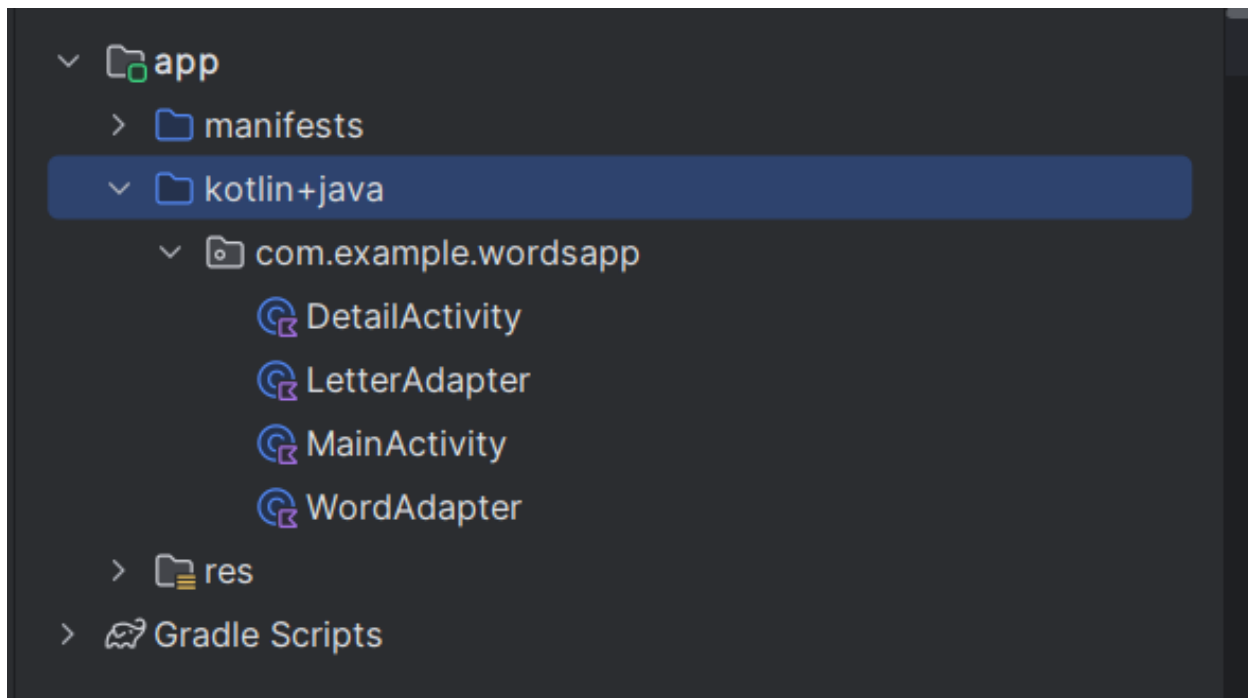 app
manifests
kotlin+java
com.example.wordsapp
DetailActivity
LetterAdapter
MainActivity
WordAdapter
res
Gradle Scripts